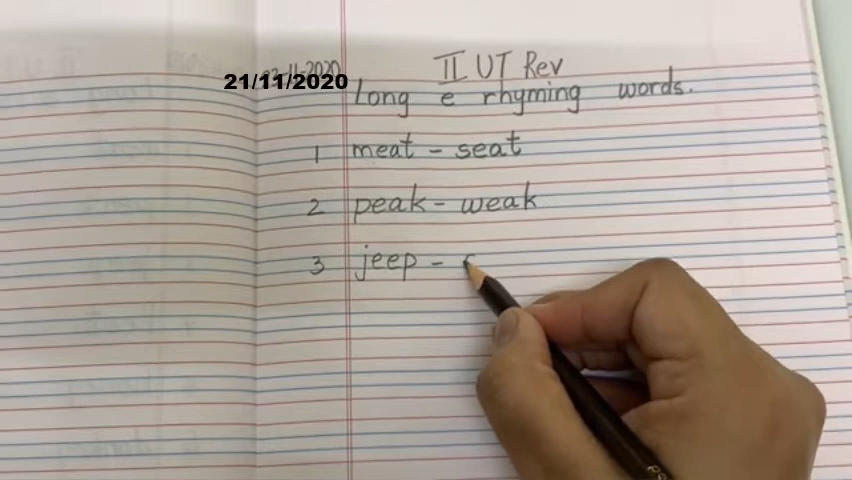 II UT Rev
21/11/2020
Long e rhyming words.
1 meat - seat
2 peak - weak
3 jeep -